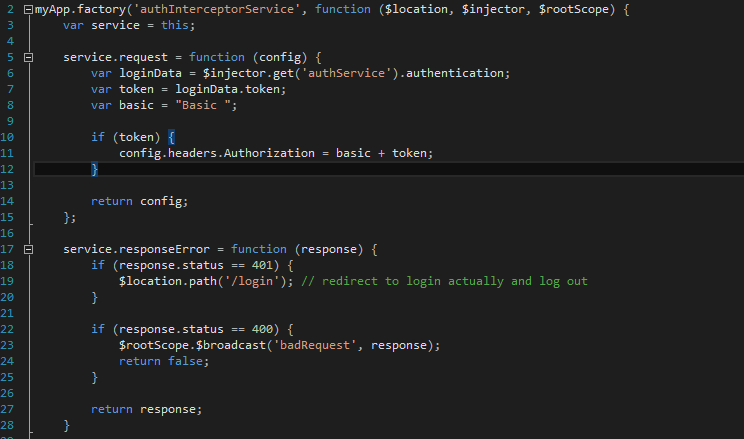 2 myApp.factory('authInterceptorService', function ($location, $injector, $rootScope) {
3     var service = this;
4
5     service.request = function (config) {
6         var loginData = $injector.get('authService').authentication;
7         var token = loginData.token;
8         var basic = "Basic ";
9
10         if (token) {
11             config.headers.Authorization = basic + token;
12         }
13
14         return config;
15     };
16
17     service.responseError = function (response) {
18         if (response.status == 401) {
19             $location.path('/login'); // redirect to login actually and log out
20         }
21
22         if (response.status == 400) {
23             $rootScope.$broadcast('badRequest', response);
24             return false;
25         }
26
27         return response;
28     }